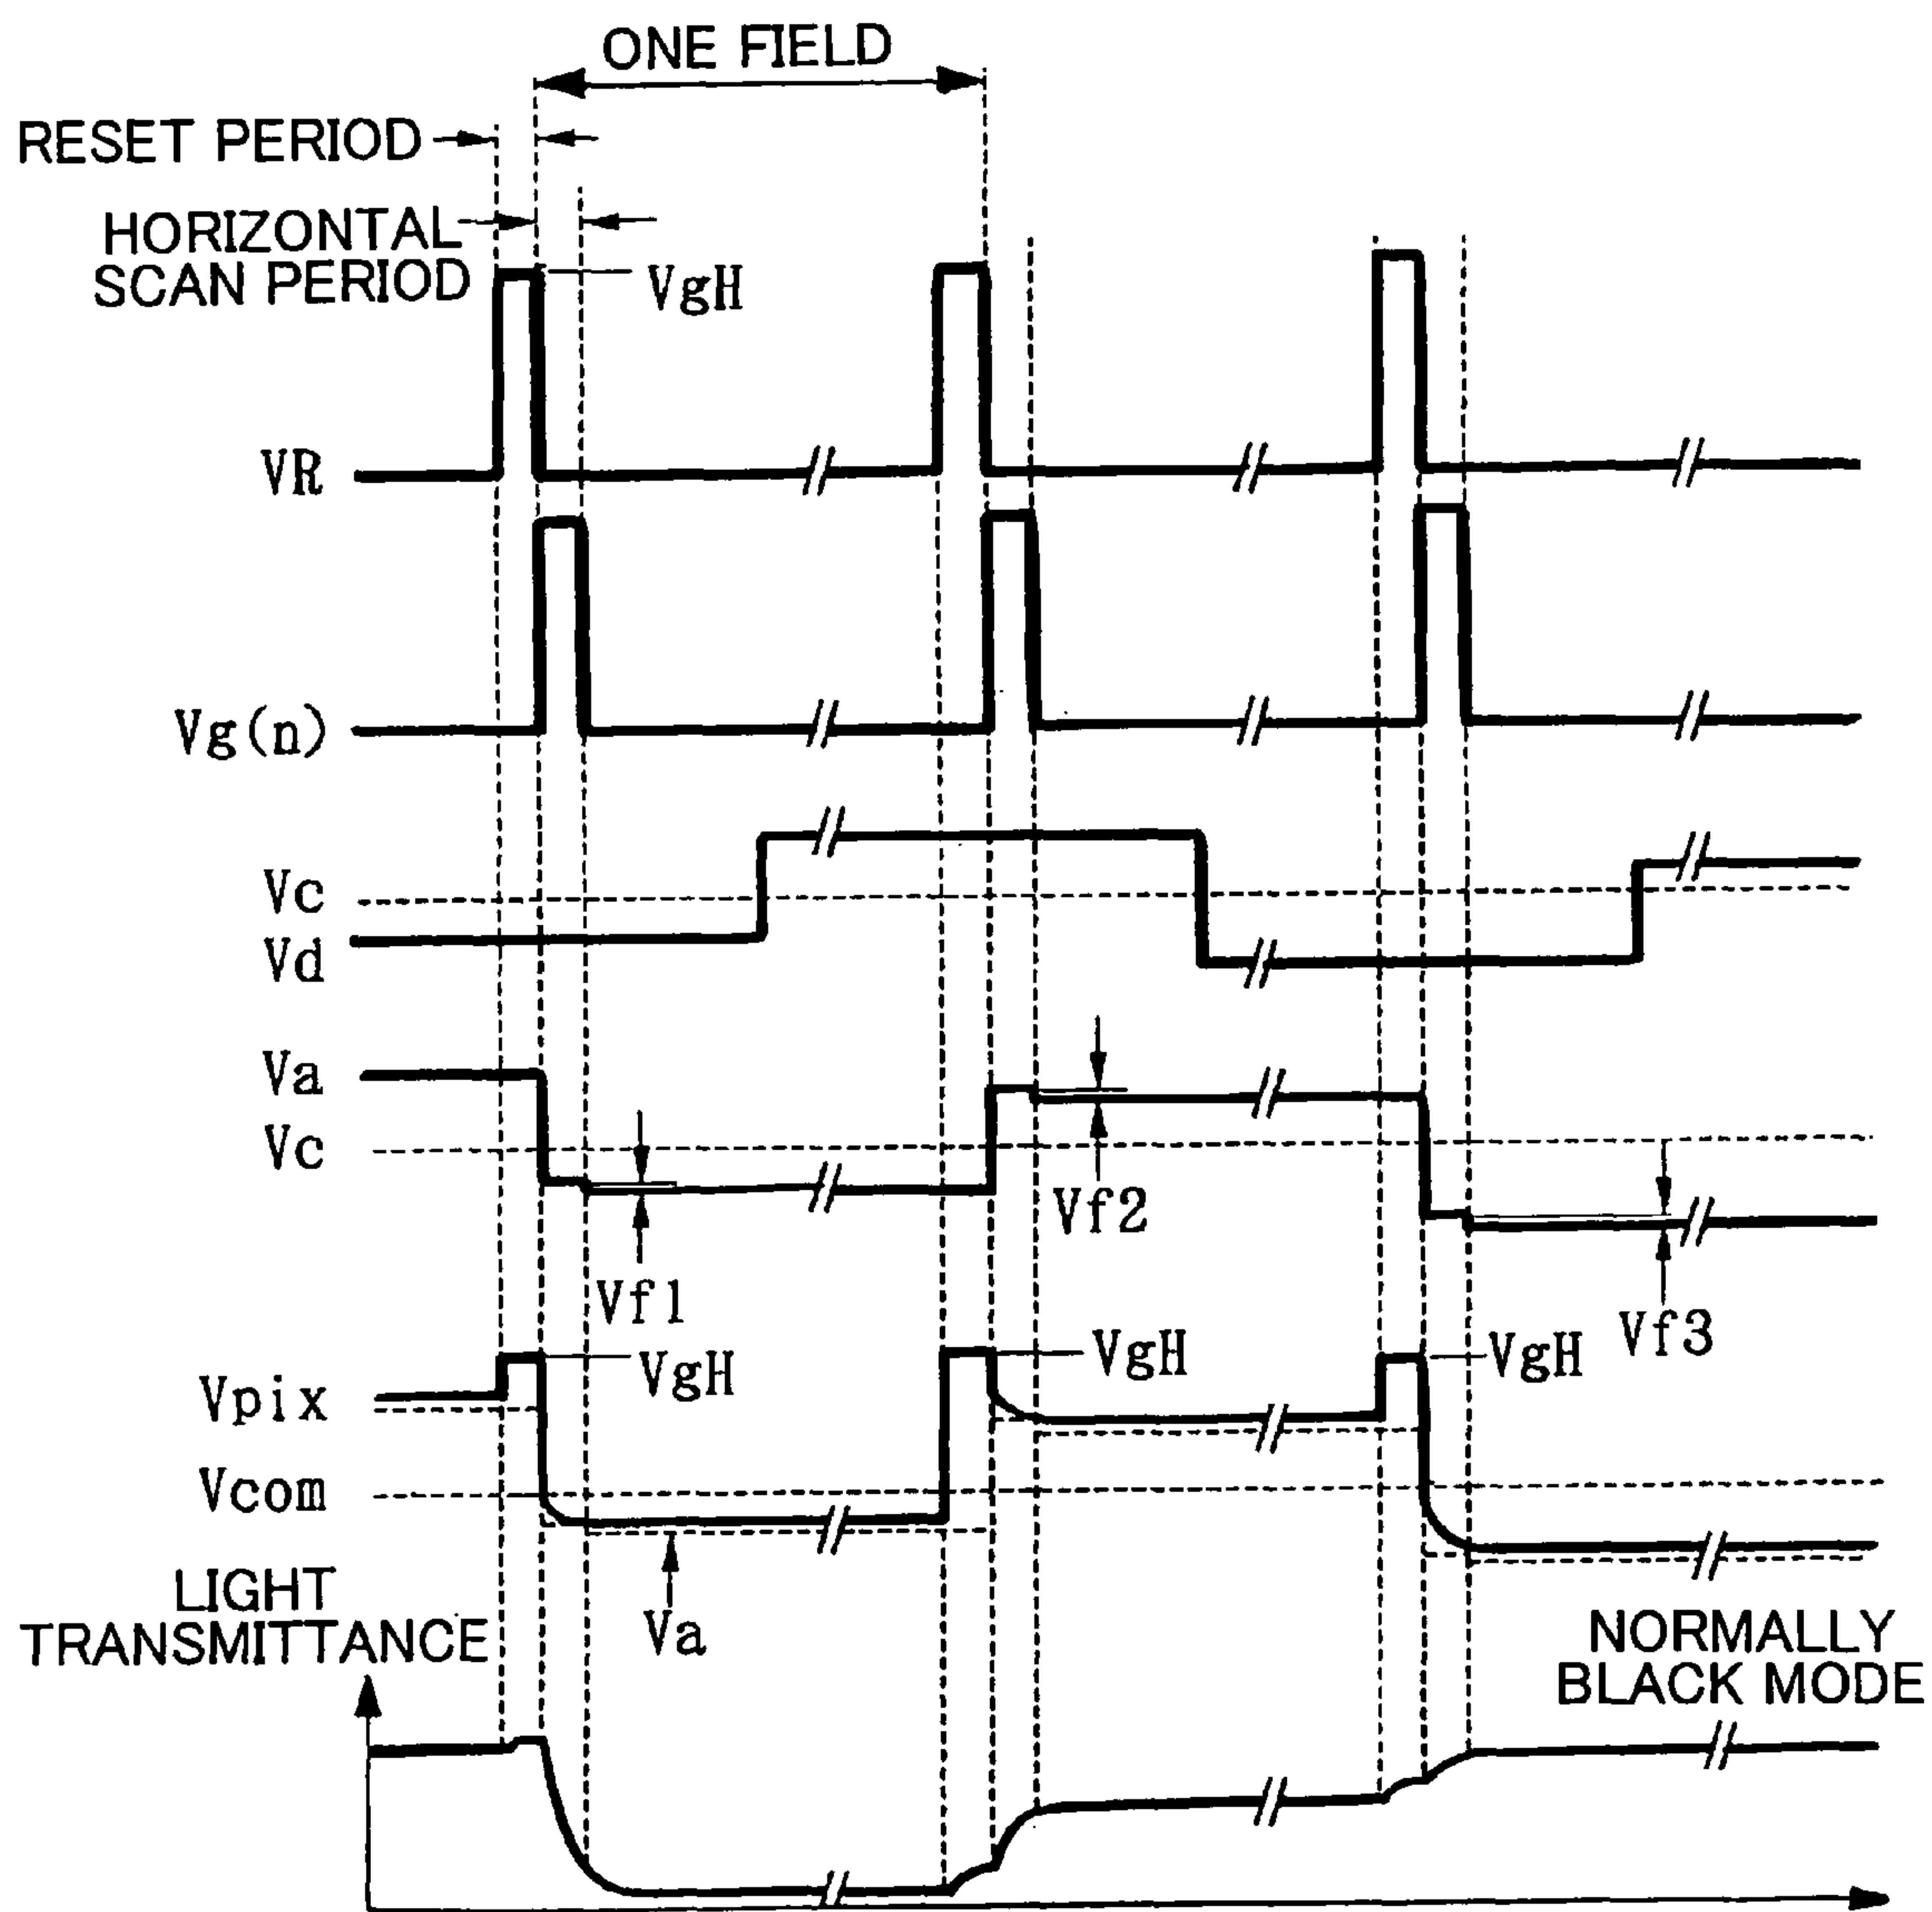 ONE FIELD
RESET PERIOD
HORIZONTAL
SCAN PERIOD
VgH
VR
Vg(n)
Vc
Vd
Va
Vc
Vf2
Vf1
Vf3
VgH
VgH
VgH
Vpix
Vcom
LIGHT
TRANSMITTANCE
Va
NORMALLY
BLACK MODE